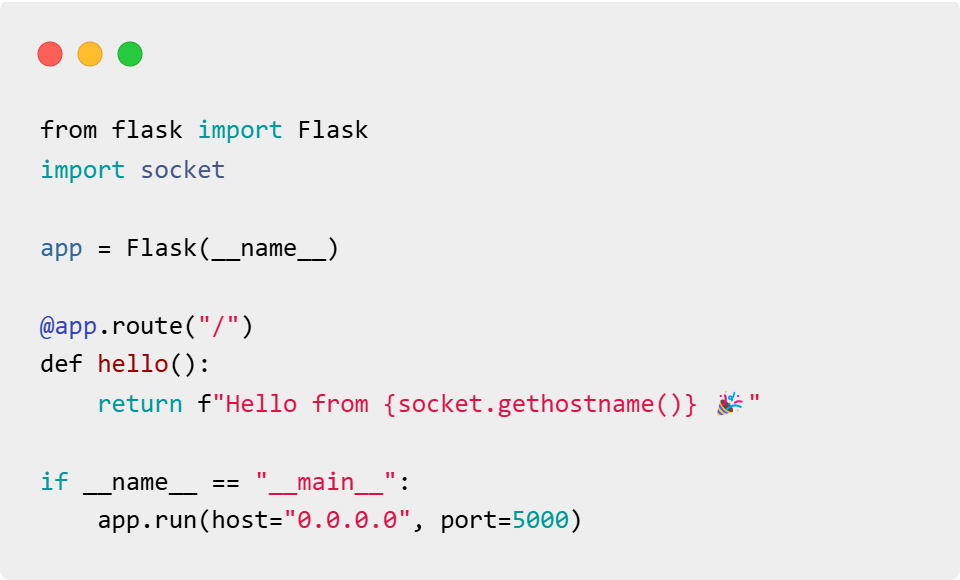 from flask import Flask
import socket

app = Flask(__name__)

@app.route("/")
def hello():
    return f"Hello from {socket.gethostname()} 🎉"

if __name__ == "__main__":
    app.run(host="0.0.0.0", port=5000)